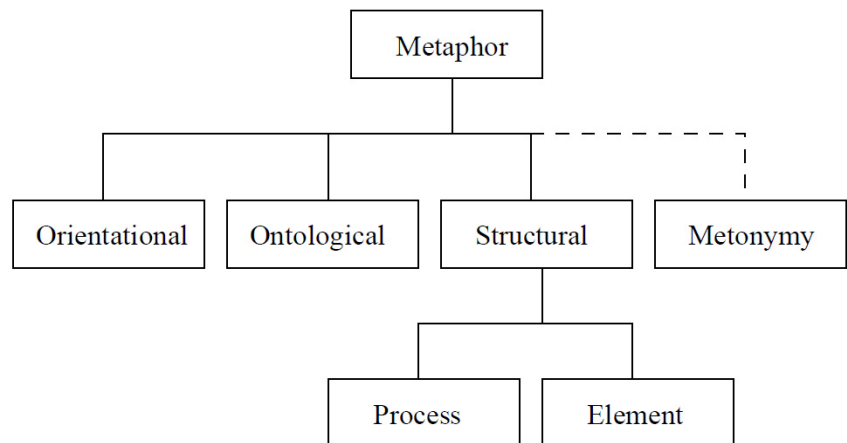 Metaphor
Orientational
Ontological
Structural
Metonymy
Process
Element